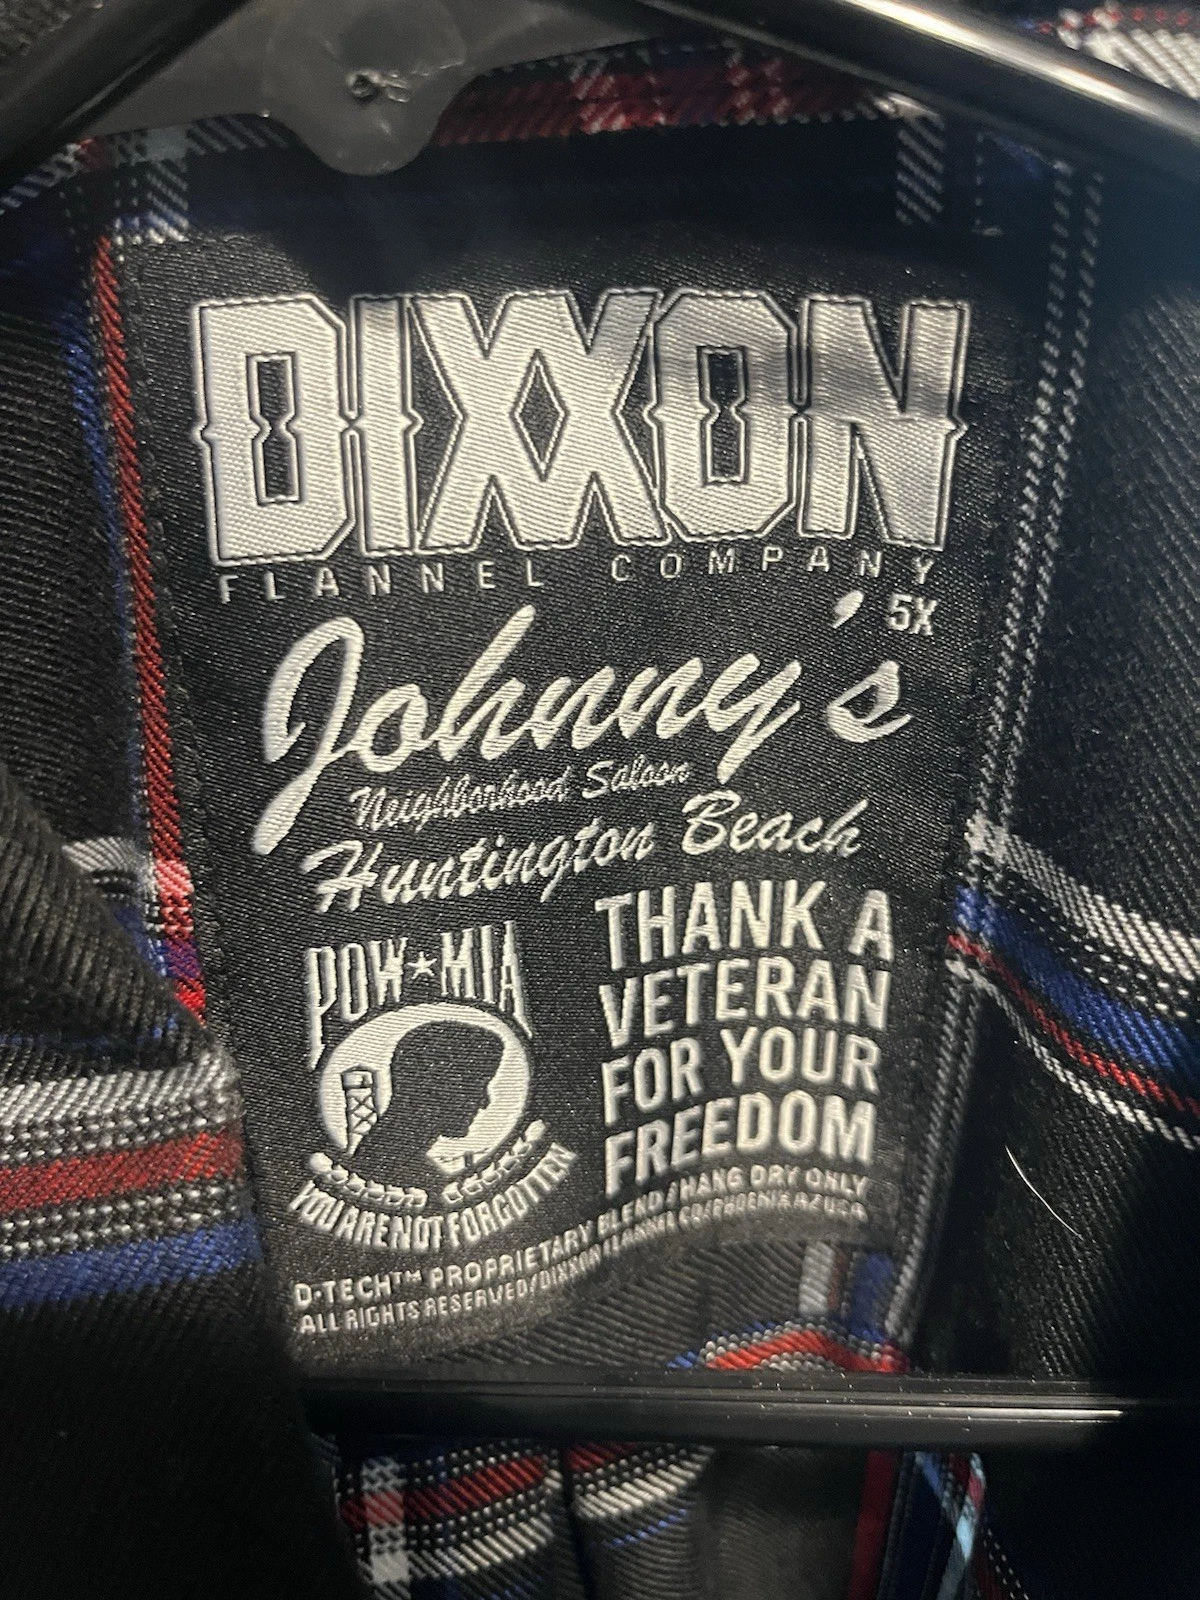 DIXXON
FLANNEL COMPANY
5X
Johnny's
Neighborhood Saloon
Huntington Beach
POW★MIA
YOU ARE NOT FORGOTTEN
THANK A
VETERAN
FOR YOUR
FREEDOM
D-TECH™ PROPRIETARY BLEND / HANG DRY ONLY
ALL RIGHTS RESERVED/DIXXON FLANNEL CO/PHOENIX AZ USA